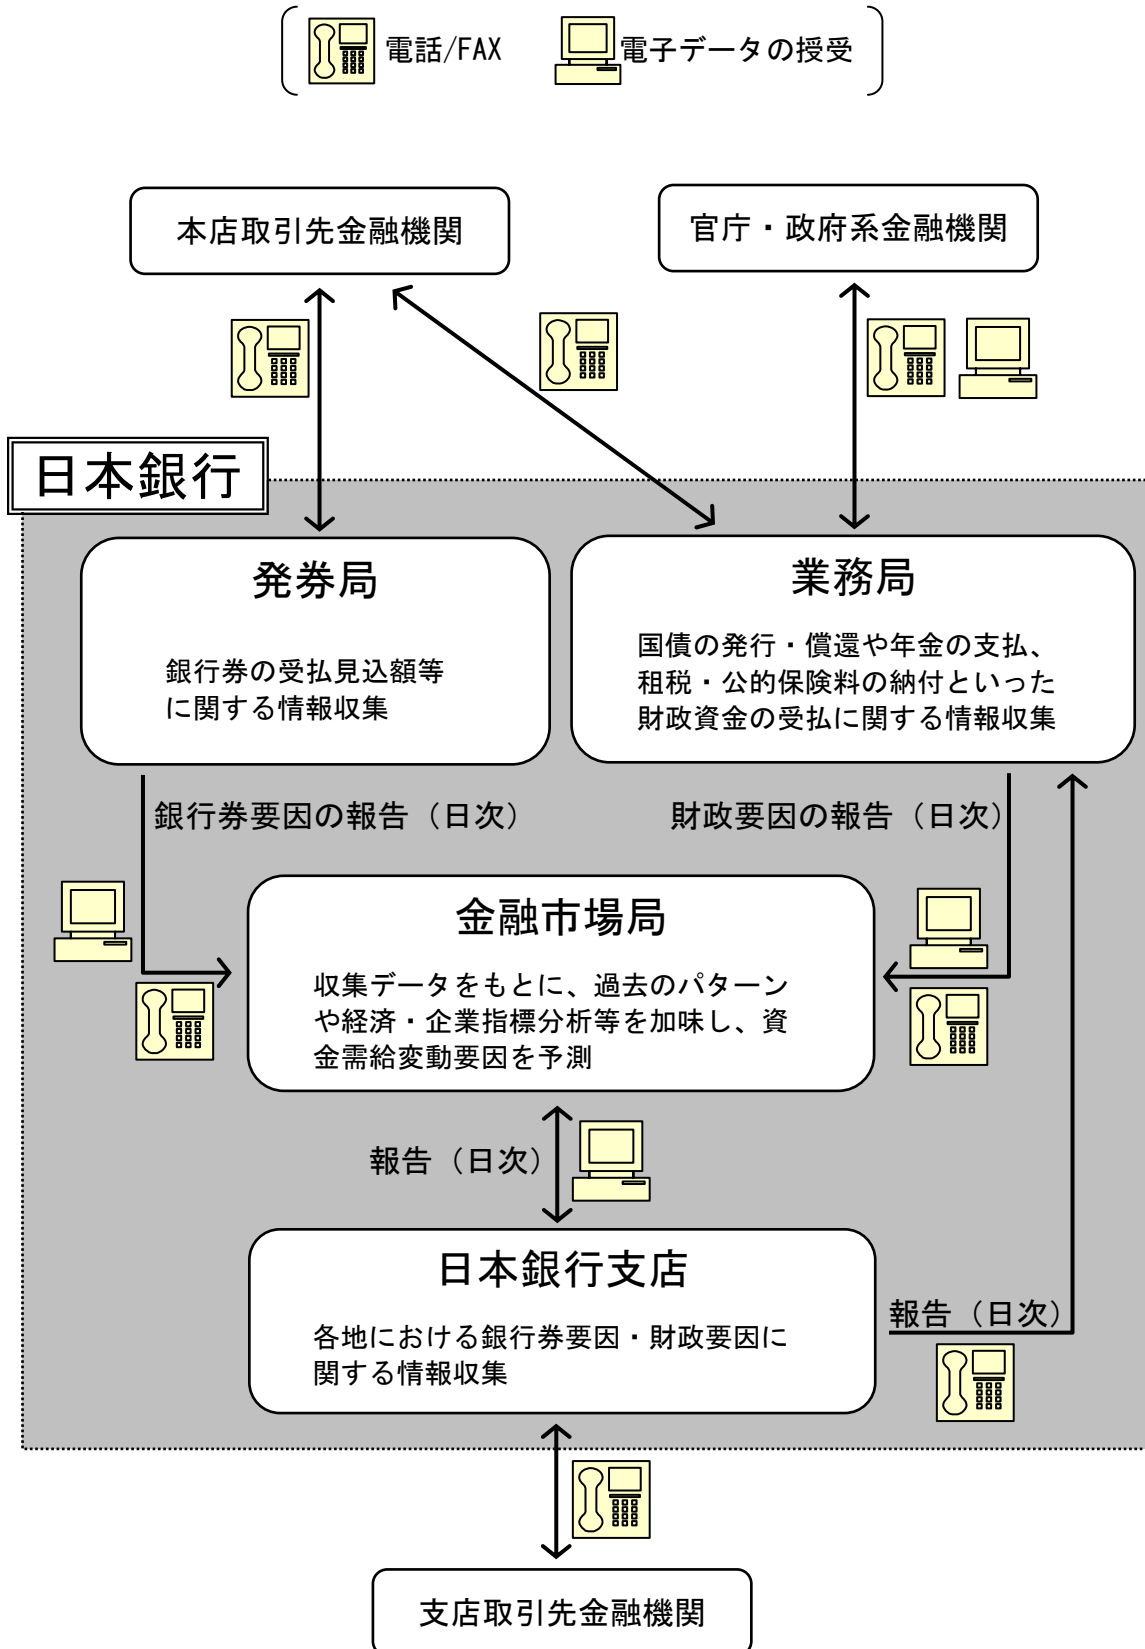 電話/FAX
電子データの授受
本店取引先金融機関
官庁・政府系金融機関
日本銀行
発券局
銀行券の受払見込額等
に関する情報収集
業務局
国債の発行・償還や年金の支払、
租税・公的保険料の納付といった
財政資金の受払に関する情報収集
銀行券要因の報告（日次）
財政要因の報告（日次）
金融市場局
収集データをもとに、過去のパターン
や経済・企業指標分析等を加味し、資
金需給変動要因を予測
報告（日次）
日本銀行支店
各地における銀行券要因・財政要因に
関する情報収集
報告（日次）
支店取引先金融機関